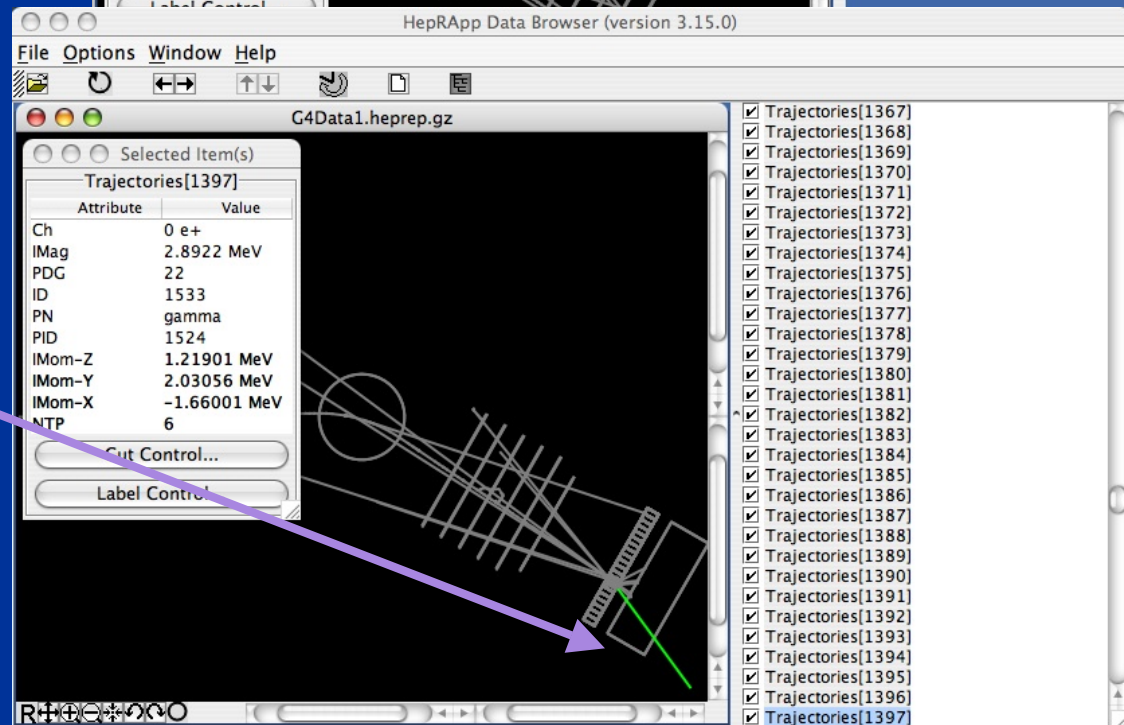 Label Control...
HepRApp Data Browser (version 3.15.0)
File Options Window Help
G4Data1.heprep.gz
Selected Item(s)
Trajectories[1397]
Attribute Value
Ch 0 e+
IMag 2.8922 MeV
PDG 22
ID 1533
PN gamma
PID 1524
IMom-Z 1.21901 MeV
IMom-Y 2.03056 MeV
IMom-X -1.66001 MeV
NTP 6
Cut Control...
Label Control...
R
Trajectories[1367]
Trajectories[1368]
Trajectories[1369]
Trajectories[1370]
Trajectories[1371]
Trajectories[1372]
Trajectories[1373]
Trajectories[1374]
Trajectories[1375]
Trajectories[1376]
Trajectories[1377]
Trajectories[1378]
Trajectories[1379]
Trajectories[1380]
Trajectories[1381]
Trajectories[1382]
Trajectories[1383]
Trajectories[1384]
Trajectories[1385]
Trajectories[1386]
Trajectories[1387]
Trajectories[1388]
Trajectories[1389]
Trajectories[1390]
Trajectories[1391]
Trajectories[1392]
Trajectories[1393]
Trajectories[1394]
Trajectories[1395]
Trajectories[1396]
Trajectories[1397]